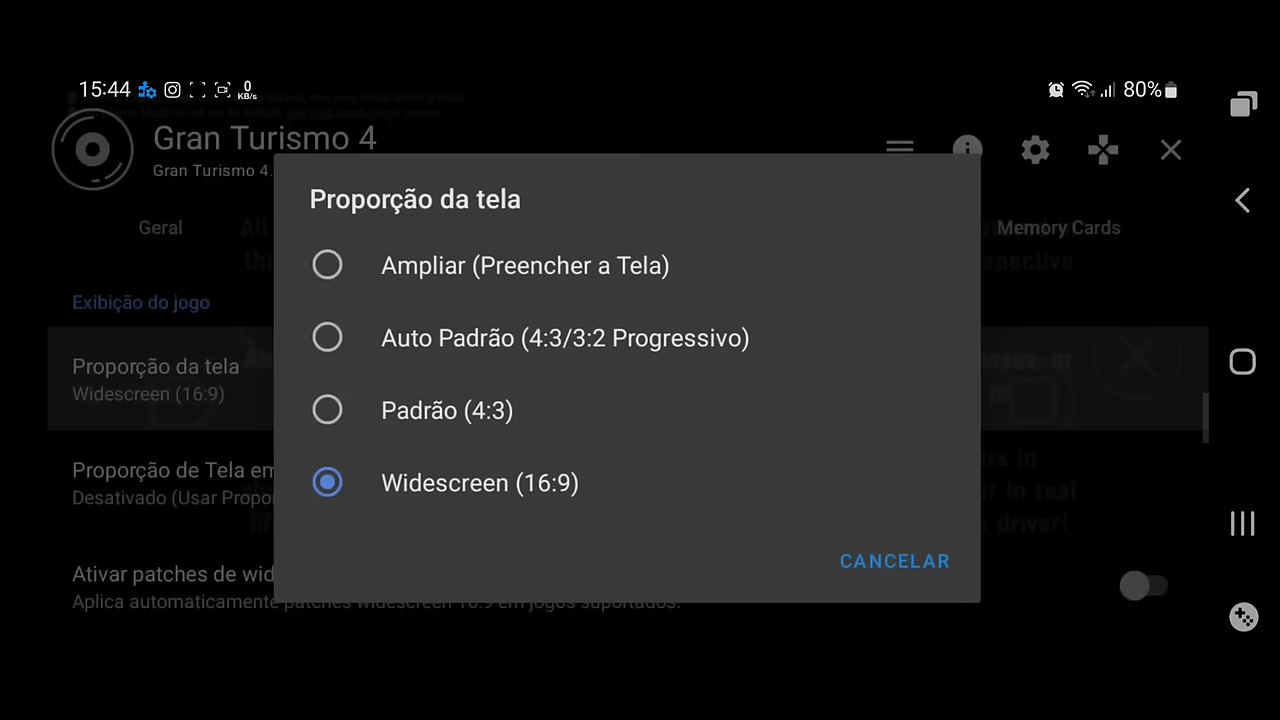 15:44
0
KB/s
80%
Gran Turismo 4
Gran Turismo 4.
Proporção da tela
Geral
Memory Cards
Ampliar (Preencher a Tela)
Exibição do jogo
Auto Padrão (4:3/3:2 Progressivo)
Proporção da tela
Widescreen (16:9)
Padrão (4:3)
Proporção de Tela em
Desativado (Usar Propo
Widescreen (16:9)
CANCELAR
Ativar patches de wid
Aplica automaticamente patches widescreen 16:9 em jogos suportados.